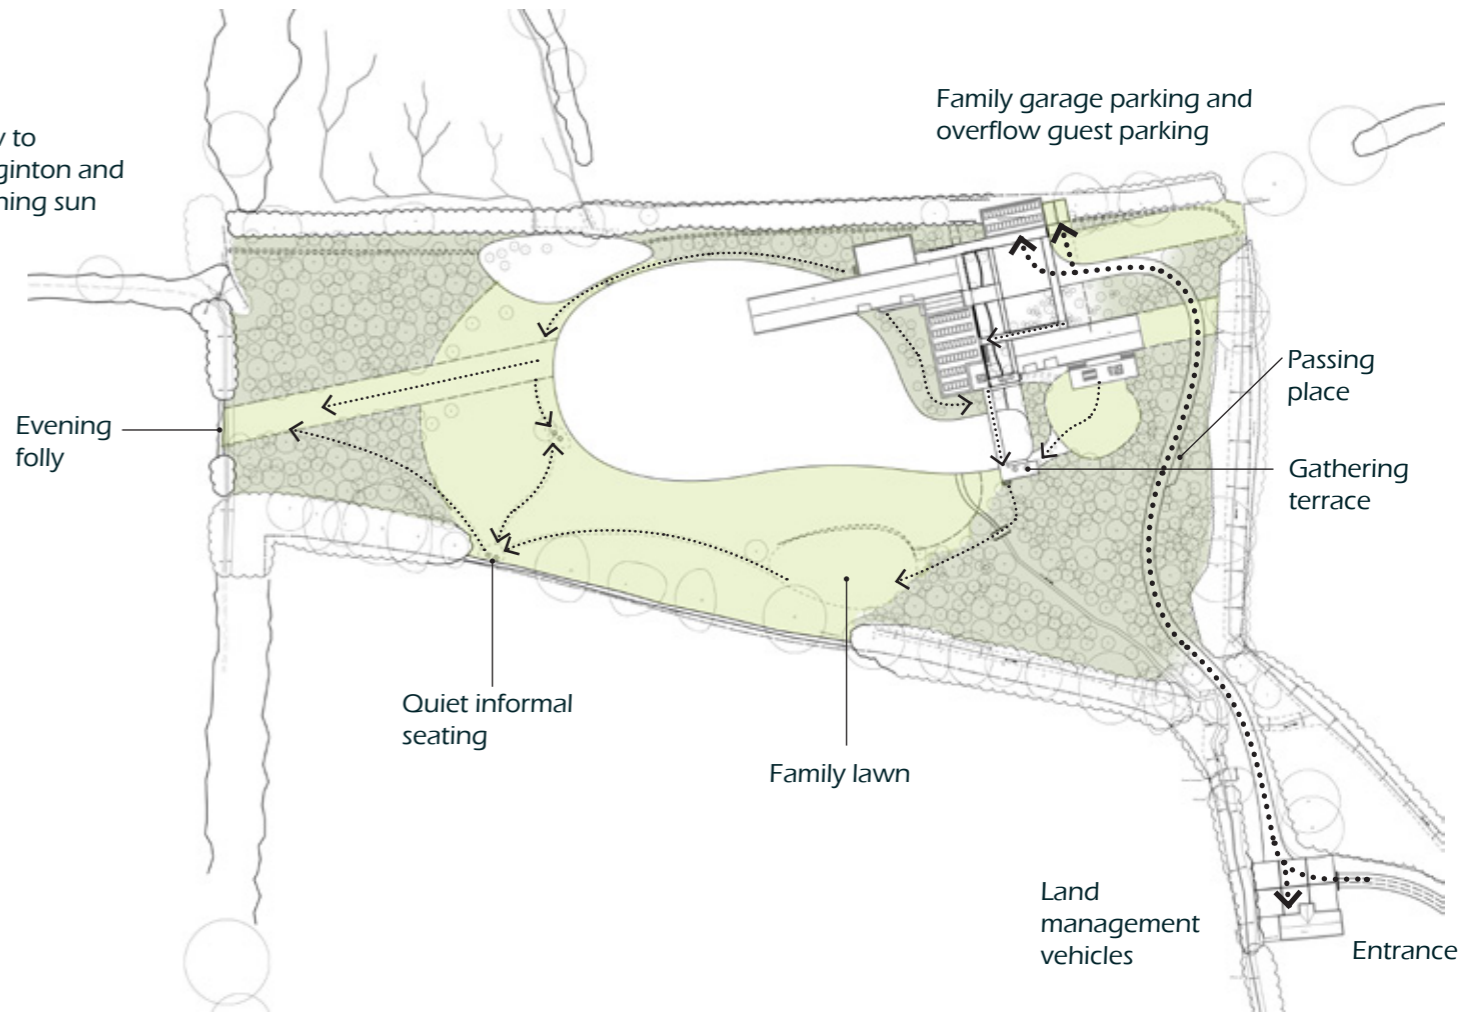 Family garage parking and
overflow guest parking
y to
ginton and
ning sun
Passing
place
Evening
folly
Gathering
terrace
Quiet informal
seating
Family lawn
Land
management
vehicles
Entrance